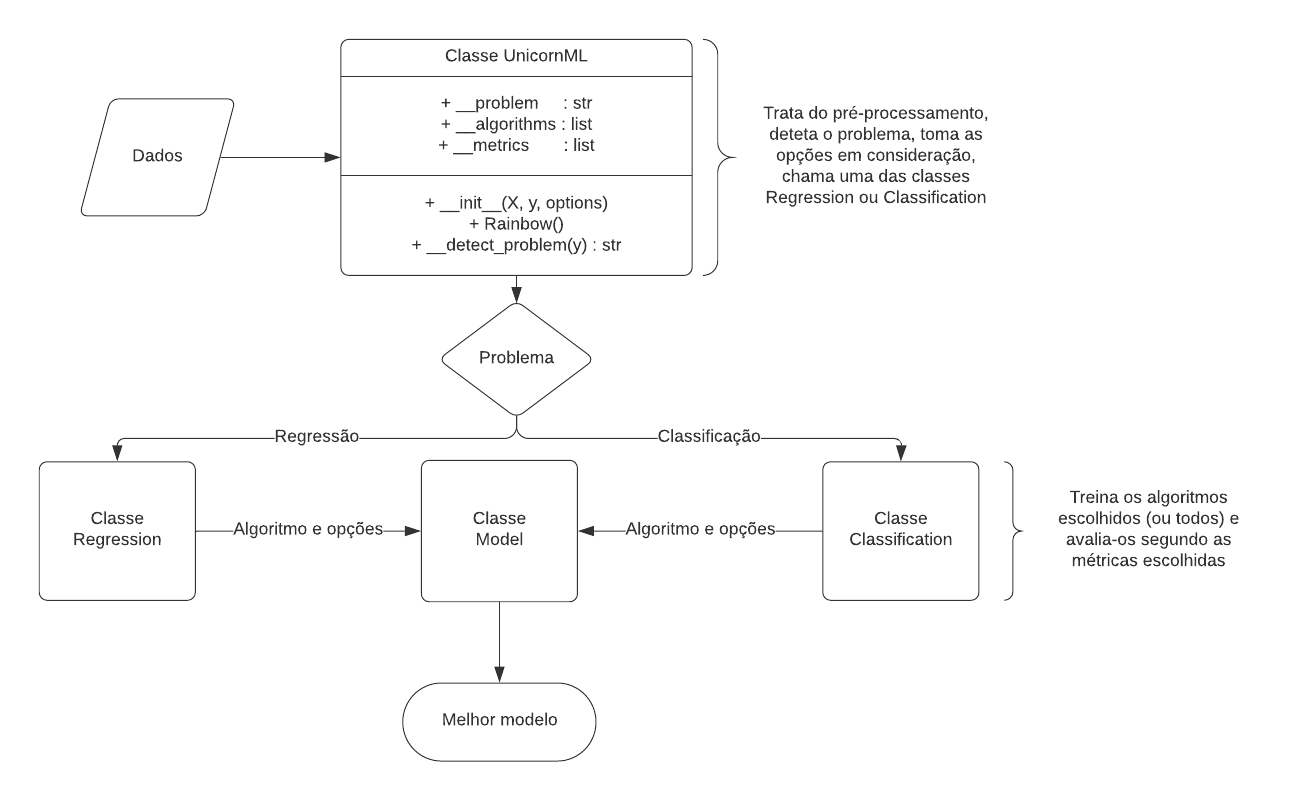 Classe UnicornML
+ __problem : str
+ __algorithms : list
+ __metrics : list
+ __init__(X, y, options)
+ Rainbow()
+ __detect_problem(y) : str
Dados
Trata do pré-processamento,
deteta o problema, toma as
opções em consideração,
chama uma das classes
Regression ou Classification
Problema
Regressão
Classificação
Classe
Regression
Algoritmo e opções
Classe
Model
Algoritmo e opções
Classe
Classification
Treina os algoritmos
escolhidos (ou todos) e
avalia-os segundo as
métricas escolhidas
Melhor modelo